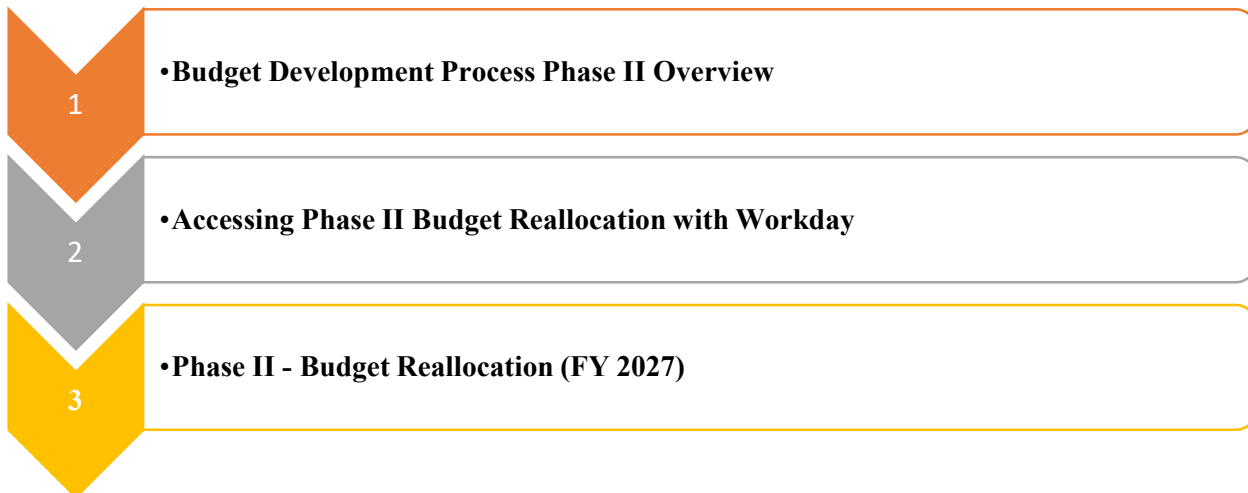 1
•Budget Development Process Phase II Overview
2
•Accessing Phase II Budget Reallocation with Workday
3
•Phase II - Budget Reallocation (FY 2027)